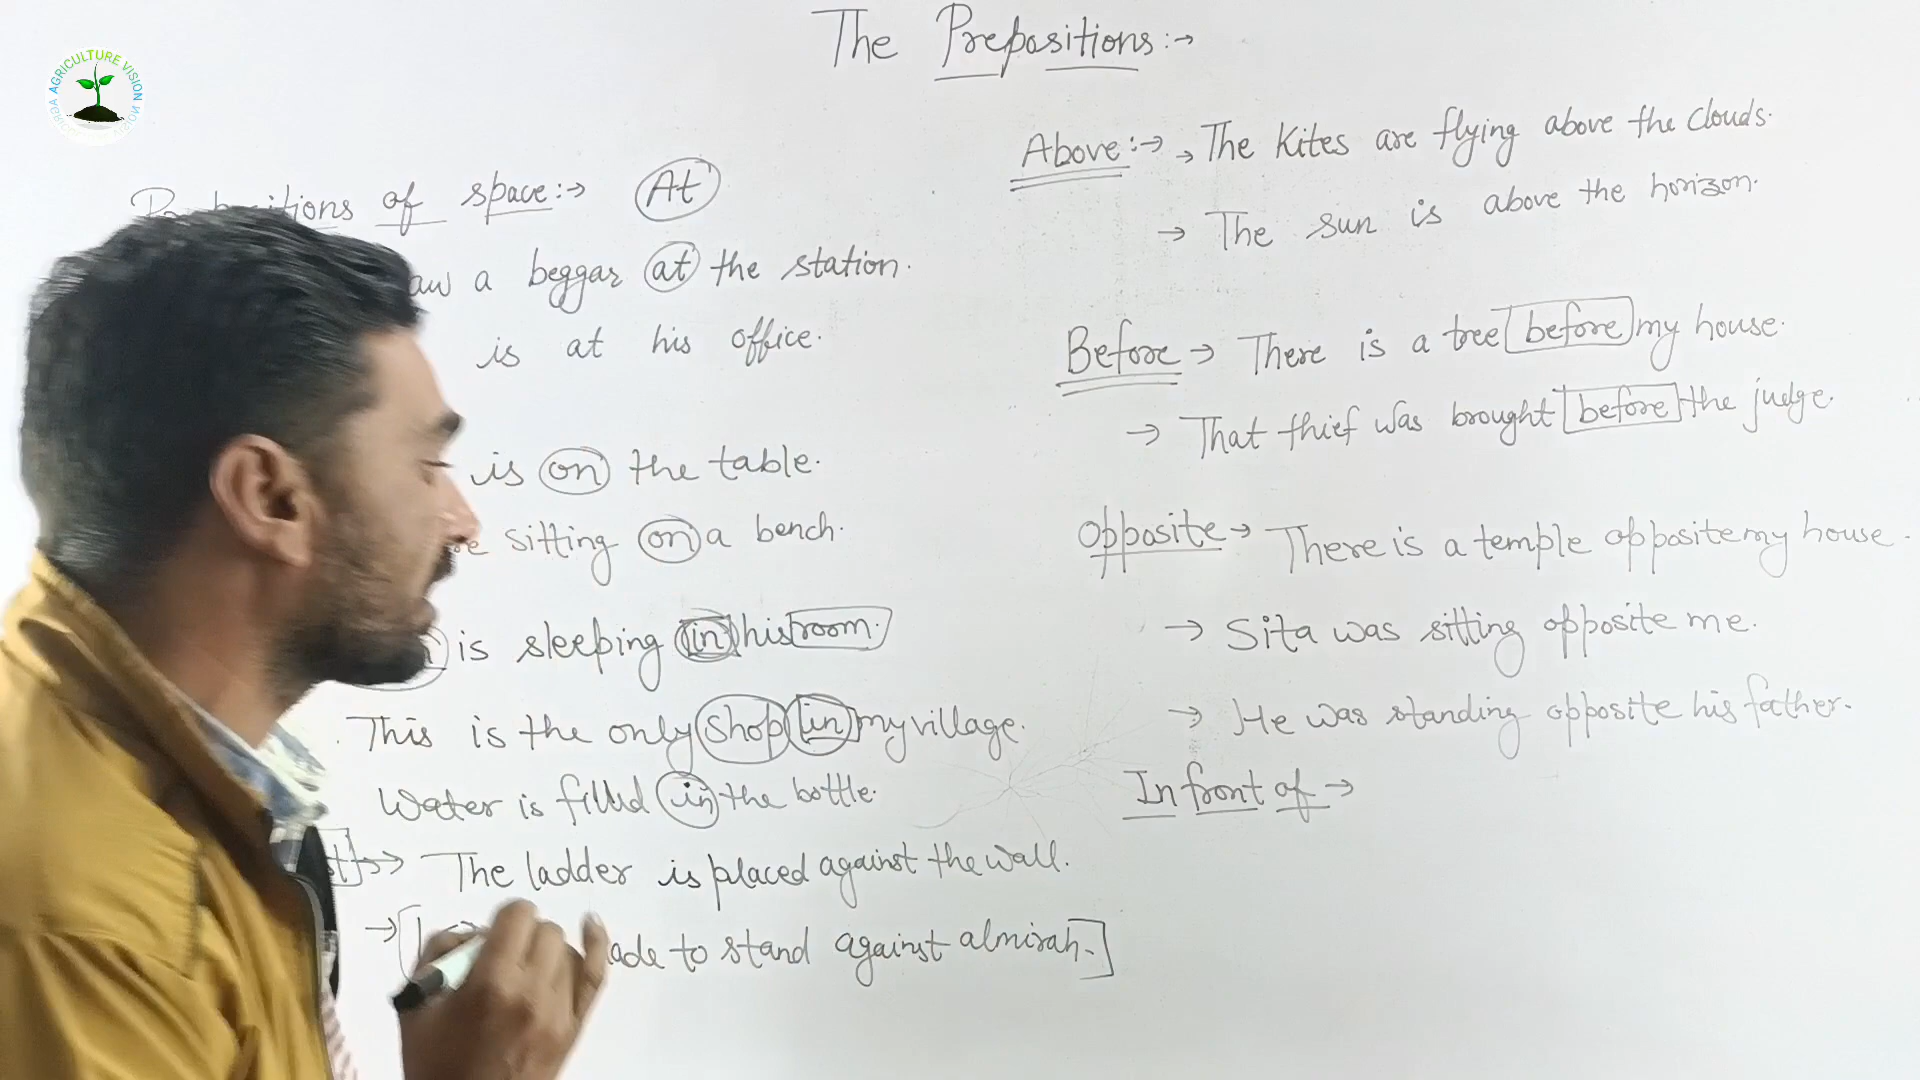 The Prepositions:→
AGRICULTURE VISION
of space:→ At
a beggar at the station.
is at his office.
is on the table.
sitting on a bench.
is sleeping in his room.
This is the only shop in my village.
Water is filled in the bottle.
→ The ladder is placed against the wall.
→ to stand against almirah.
Above:→ → The Kites are flying above the clouds.
→ The sun is above the horizon.
Before → There is a tree before my house.
→ That thief was brought before the judge.
Opposite → There is a temple opposite my house.
→ Sita was sitting opposite me.
→ He was standing opposite his father.
In front of →